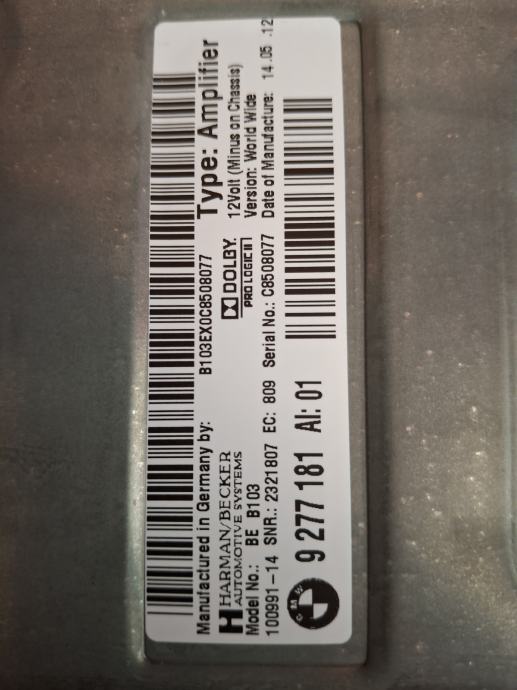 Manufactured in Germany by: B103EX0C8508077
HARMAN/BECKER
AUTOMOTIVE SYSTEMS
DOLBY
PRO LOGIC II
Type: Amplifier
12Volt (Minus on Chassis)
Model No.: BE B103 Version: World Wide
100991-14 SNR.: 2321807 EC: 809 Serial No.: C8508077 Date of Manufacture: 14.05.12
BMW 9 277 181 AI: 01